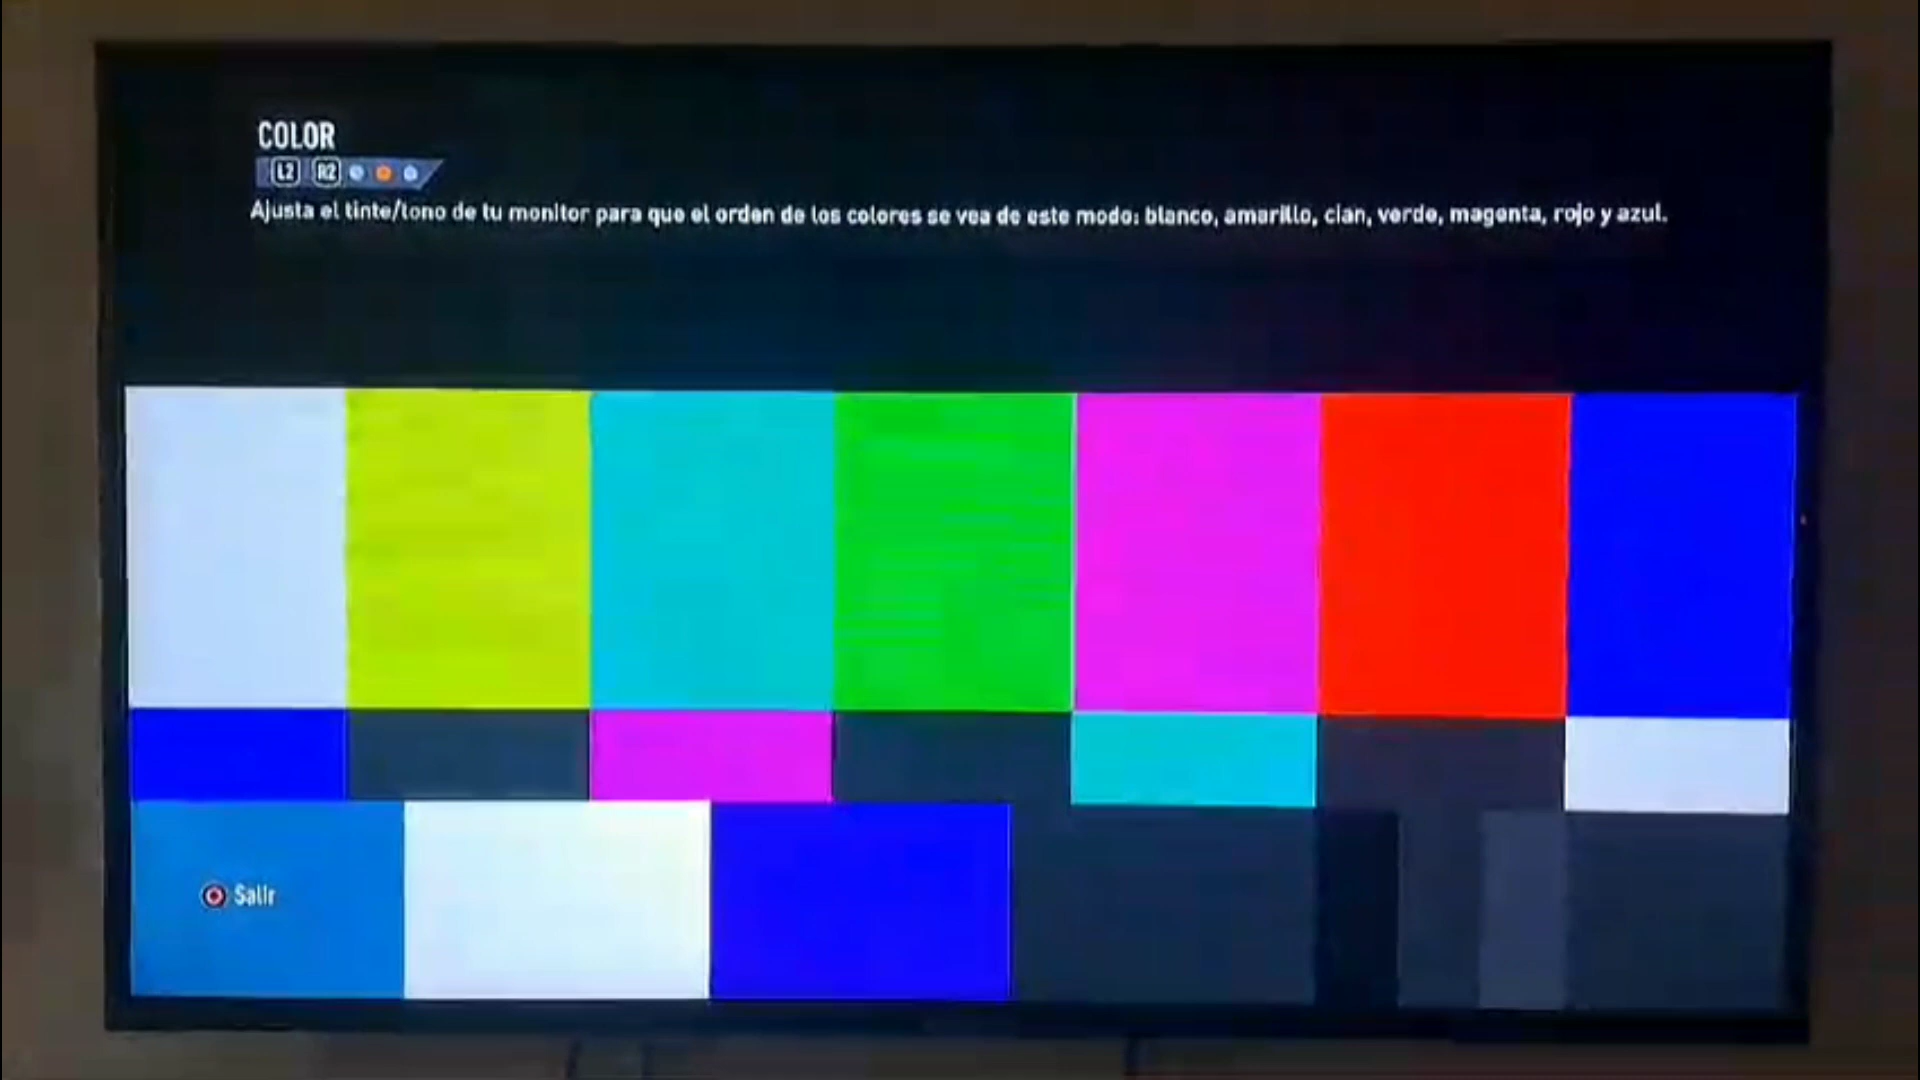 COLOR
L2 R2
Ajusta el tinte/tono de tu monitor para que el orden de los colores se vea de este modo: blanco, amarillo, cian, verde, magenta, rojo y azul.
Salir